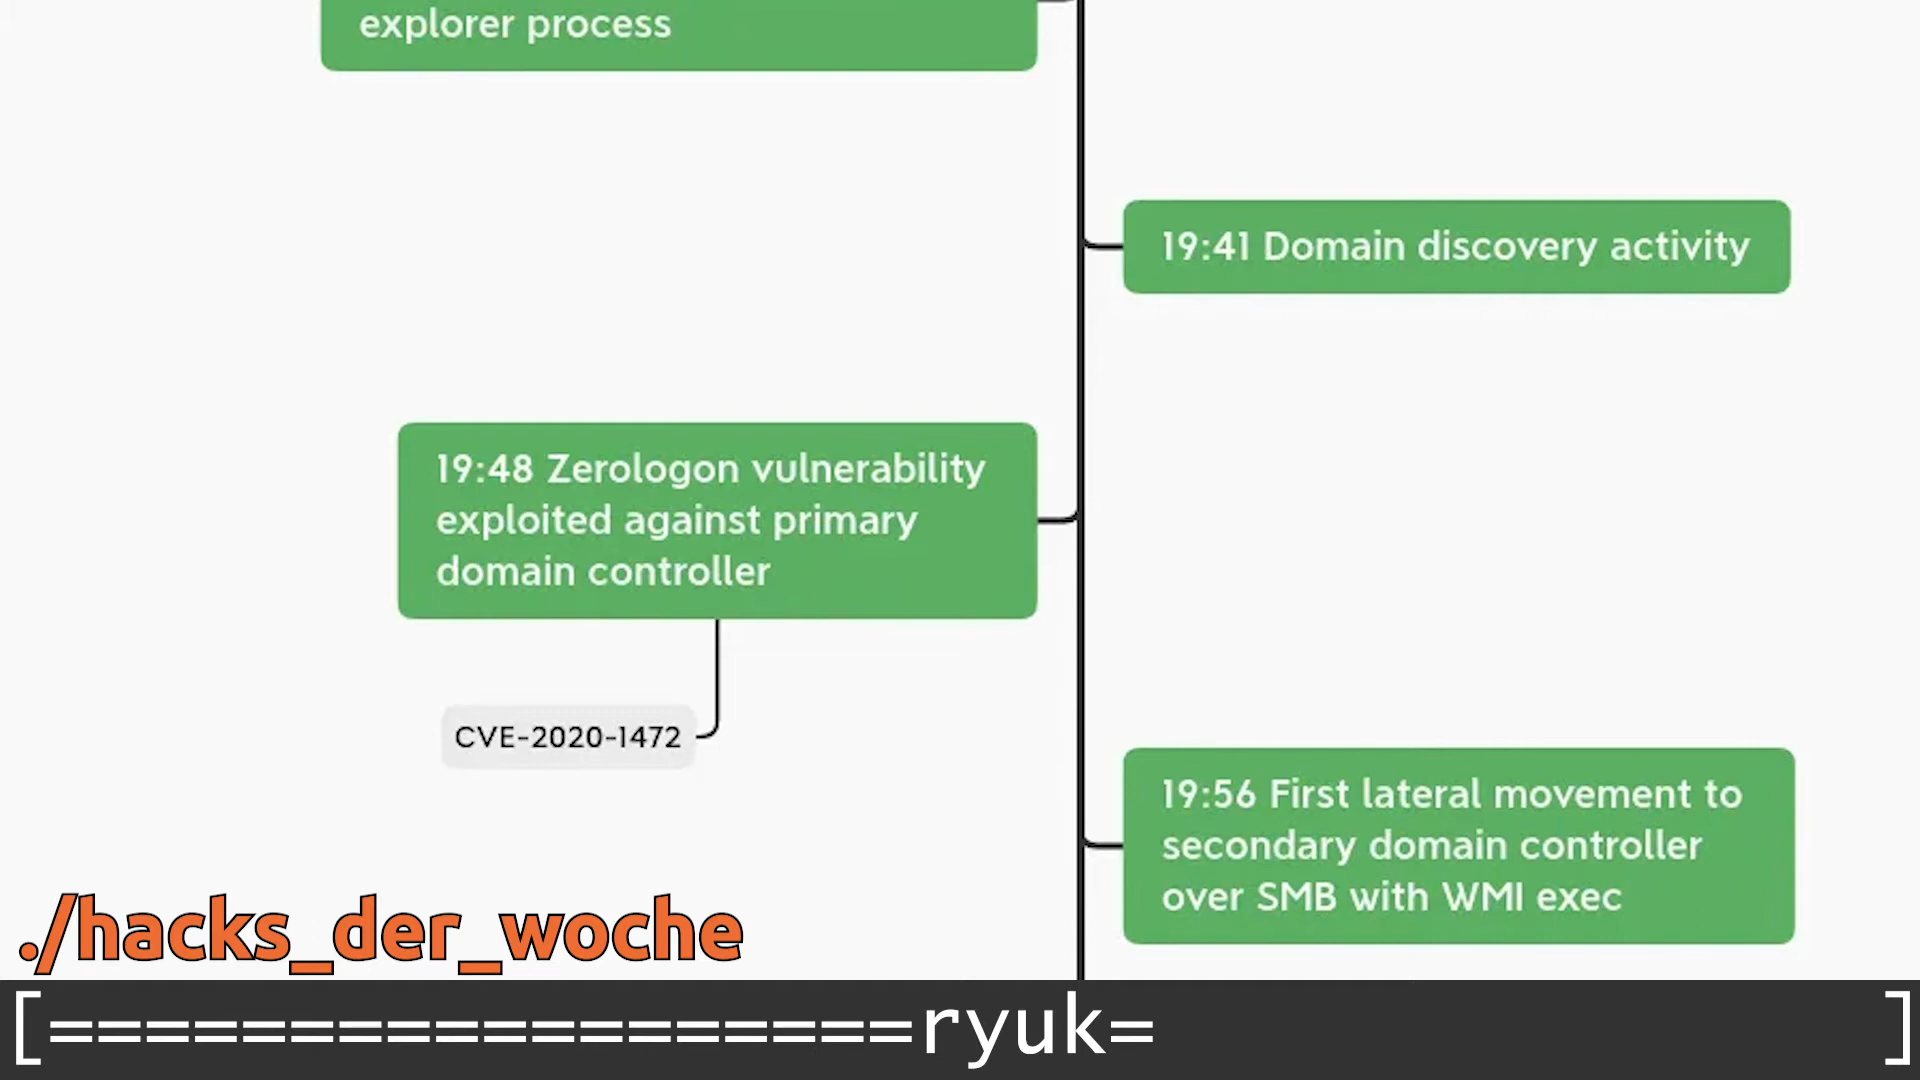 explorer process
19:41 Domain discovery activity
19:48 Zerologon vulnerability
exploited against primary
domain controller
CVE-2020-1472
19:56 First lateral movement to
secondary domain controller
over SMB with WMI exec
./hacks_der_woche
[==================ryuk= ]